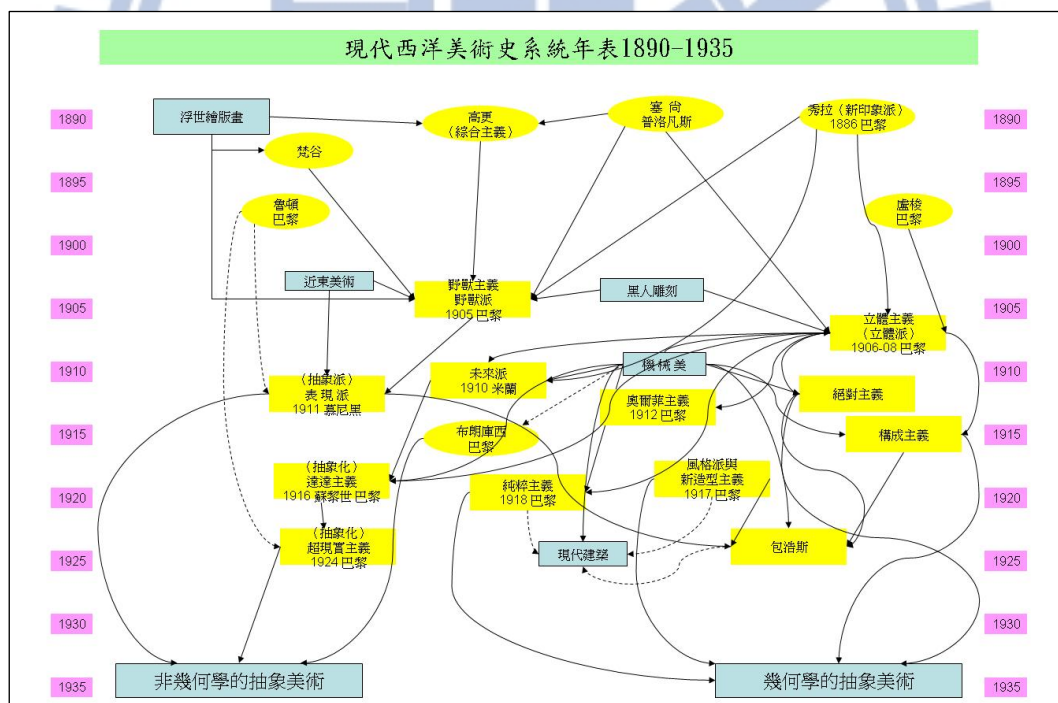 現代西洋美術史系統年表1890-1935
1890
浮世繪版畫
高更
(綜合主義)
塞尚
普洛凡斯
秀拉(新印象派)
1886 巴黎
1890
梵谷
1895
1895
魯頓
巴黎
盧梭
巴黎
1900
1900
近東美術
野獸主義
野獸派
1905 巴黎
黑人雕刻
1905
1905
立體主義
(立體派)
1906-08 巴黎
1910
未來派
1910 米蘭
機械美
1910
(抽象派)
表現派
1911 慕尼黑
奧爾菲主義
1912 巴黎
絕對主義
1915
布朗庫西
巴黎
構成主義
1915
(抽象化)
達達主義
1916 蘇黎世 巴黎
純粹主義
1918 巴黎
風格派與
新造型主義
1917 巴黎
1920
1920
(抽象化)
超現實主義
1924 巴黎
現代建築
包浩斯
1925
1925
1930
1930
非幾何學的抽象美術
幾何學的抽象美術
1935
1935